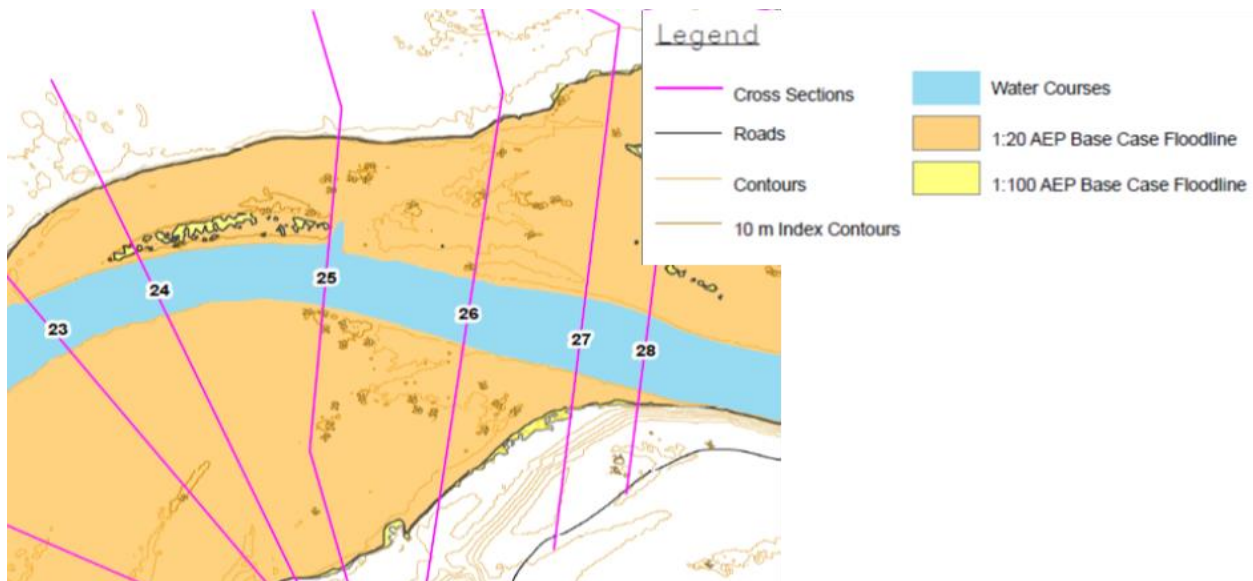 Legend
Cross Sections
Roads
Contours
10 m Index Contours
Water Courses
1:20 AEP Base Case Floodline
1:100 AEP Base Case Floodline
23
24
25
26
27
28